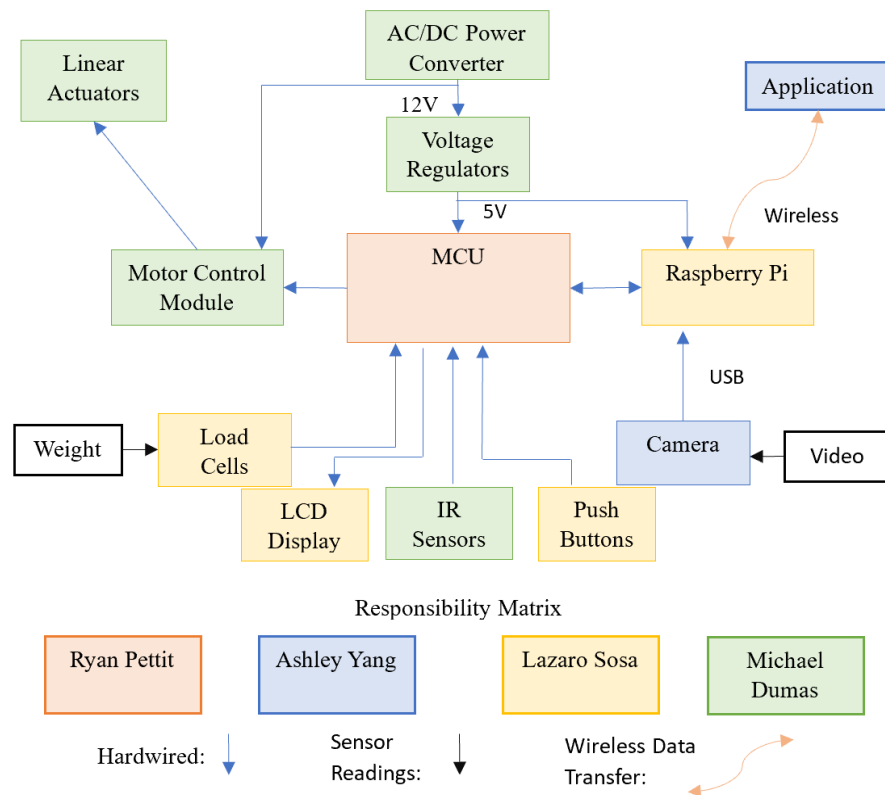 AC/DC Power
Converter
Linear
Actuators
Application
12V
Voltage
Regulators
5V
Wireless
MCU
Motor Control
Module
Raspberry Pi
USB
Weight
Load
Cells
Camera
Video
LCD
Display
IR
Sensors
Push
Buttons
Responsibility Matrix
Ryan Pettit
Ashley Yang
Lazaro Sosa
Michael
Dumas
Hardwired:
Sensor
Readings:
Wireless Data
Transfer: